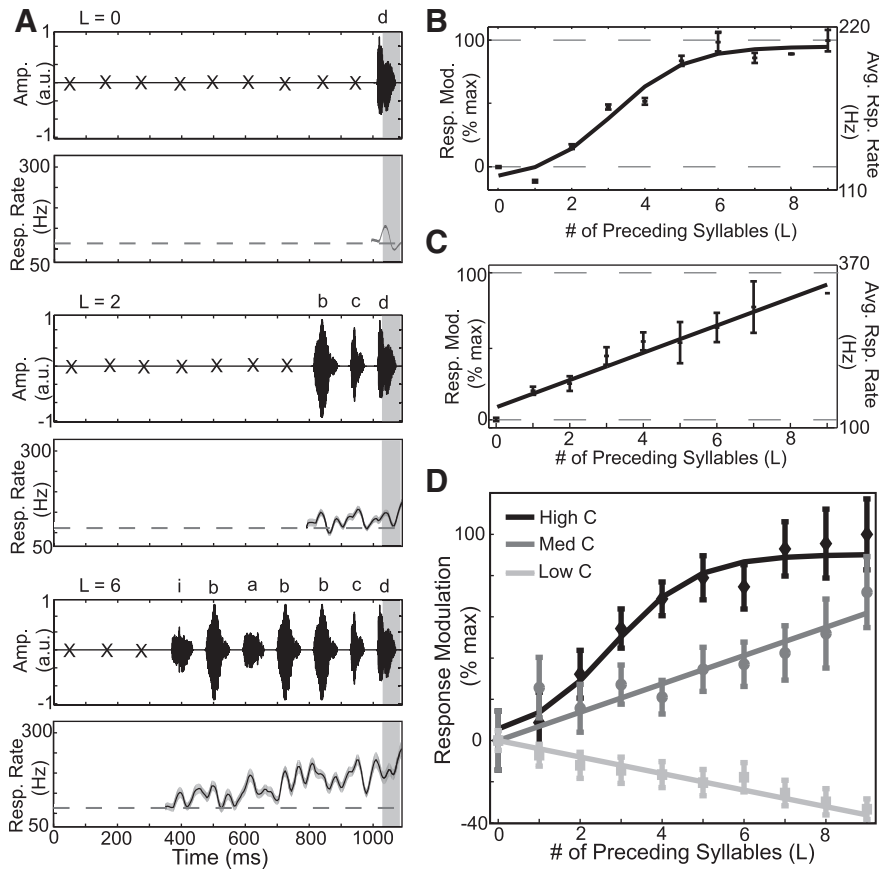 A
L = 0
d
1
Amp.
(a.u.)
-1
X X X X X X X X
300
Resp. Rate
(Hz)
50
L = 2
b c d
1
Amp.
(a.u.)
-1
X X X X X X X
300
Resp. Rate
(Hz)
50
L = 6
i b a b b c d
1
Amp.
(a.u.)
-1
X X X
300
Resp. Rate
(Hz)
50
0 200 400 600 800 1000
Time (ms)
B
100
0
Resp. Mod.
(% max)
220
110
Avg. Rsp. Rate
(Hz)
0 2 4 6 8
# of Preceding Syllables (L)
C
100
0
Resp. Mod.
(% max)
370
100
Avg. Rsp. Rate
(Hz)
0 2 4 6 8
# of Preceding Syllables (L)
D
High C
Med C
Low C
100
0
-40
Response Modulation
(% max)
0 2 4 6 8
# of Preceding Syllables (L)